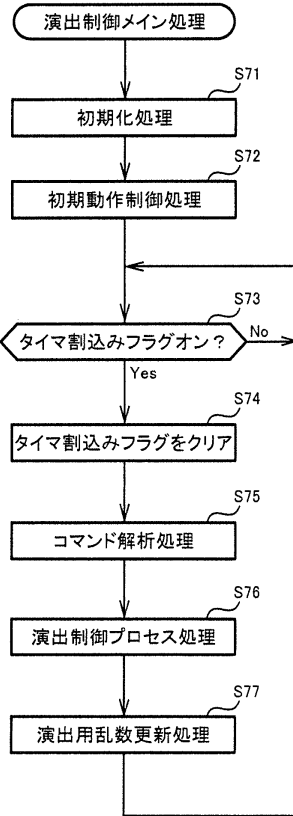 演出制御メイン処理
S71
初期化処理
S72
初期動作制御処理
S73
タイマ割込みフラグオン？
No
Yes
S74
タイマ割込みフラグをクリア
S75
コマンド解析処理
S76
演出制御プロセス処理
S77
演出用乱数更新処理